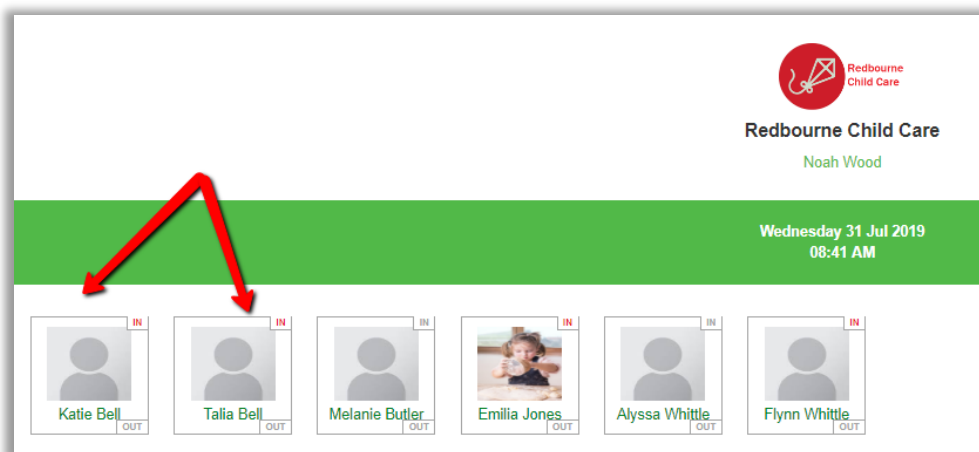 Redbourne
Child Care
Redbourne Child Care
Noah Wood
Wednesday 31 Jul 2019
08:41 AM
IN IN IN IN IN IN
Katie Bell Talia Bell Melanie Butler Emilia Jones Alyssa Whittle Flynn Whittle
OUT OUT OUT OUT OUT OUT